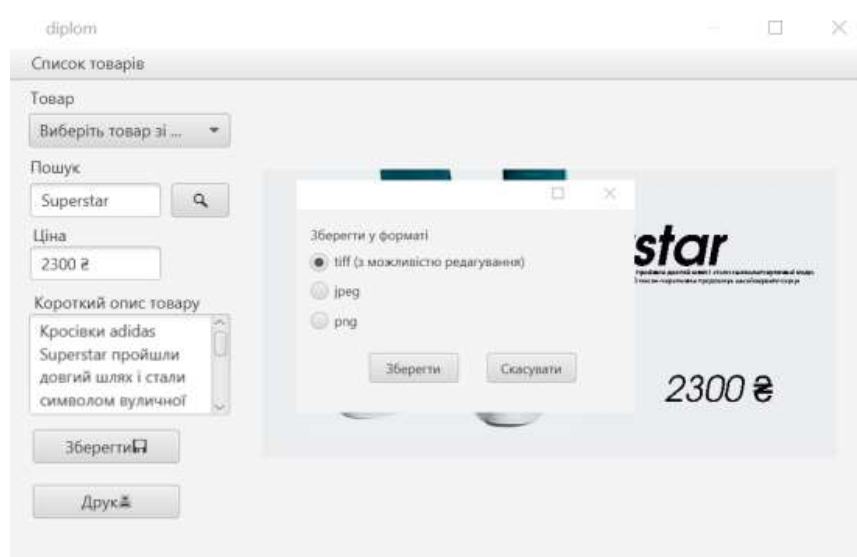 diplom
Список товарів
Товар
Виберіть товар зі ...
Пошук
Superstar
Ціна
2300 ₴
Короткий опис товару
Кросівки adidas
Superstar пройшли
довгий шлях і стали
символом вуличної
Зберегти
Друк
Зберегти у форматі
tiff (з можливістю редагування)
jpeg
png
Зберегти
Скасувати
star
2300 ₴